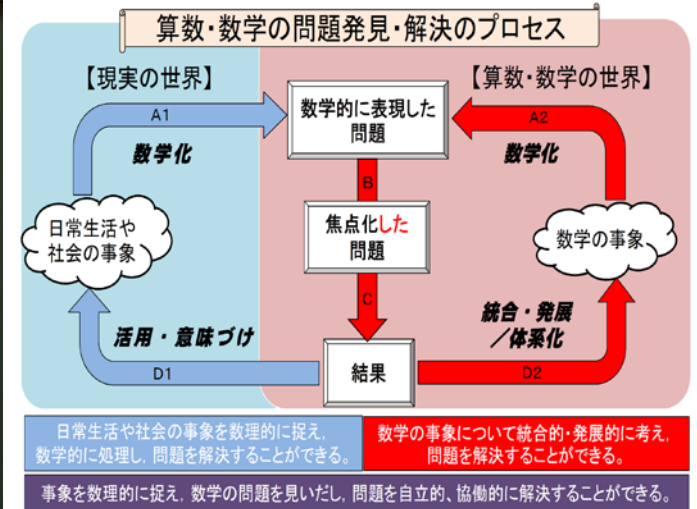 算数・数学の問題発見・解決のプロセス
【現実の世界】
【算数・数学の世界】
A1
数学化
数学的に表現した
問題
A2
数学化
B
日常生活や
社会の事象
焦点化した
問題
数学の事象
C
活用・意味づけ
統合・発展
／体系化
D1
結果
D2
日常生活や社会の事象を数理的に捉え，
数学的に処理し，問題を解決することができる。
数学の事象について統合的・発展的に考え，
問題を解決することができる。
事象を数理的に捉え，数学の問題を見いだし，問題を自立的、協働的に解決することができる。